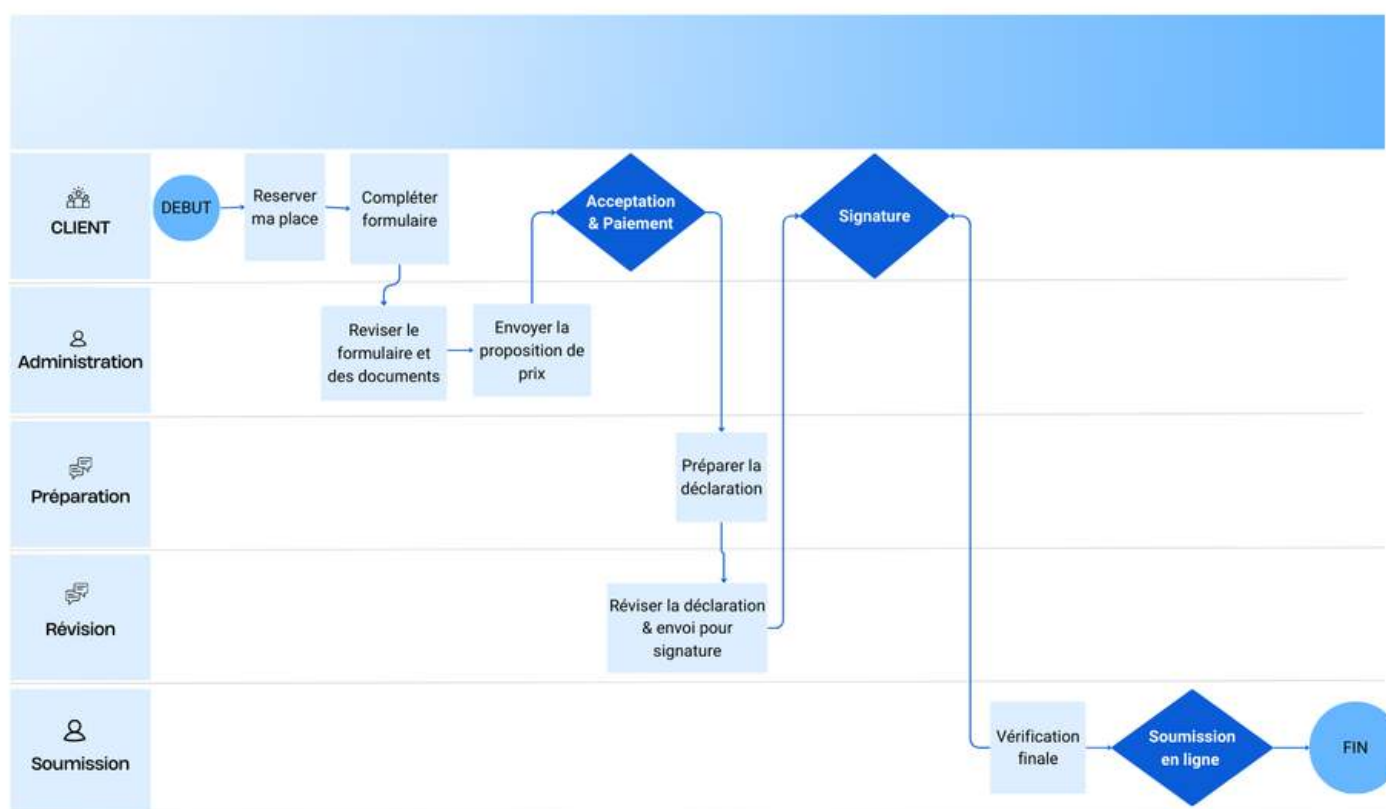 CLIENT
DEBUT
Reserver
ma place
Compléter
formulaire
Acceptation
& Paiement
Signature
Administration
Reviser le
formulaire et
des documents
Envoyer la
proposition de
prix
Préparation
Préparer la
déclaration
Révision
Réviser la déclaration
& envoi pour
signature
Soumission
Vérification
finale
Soumission
en ligne
FIN